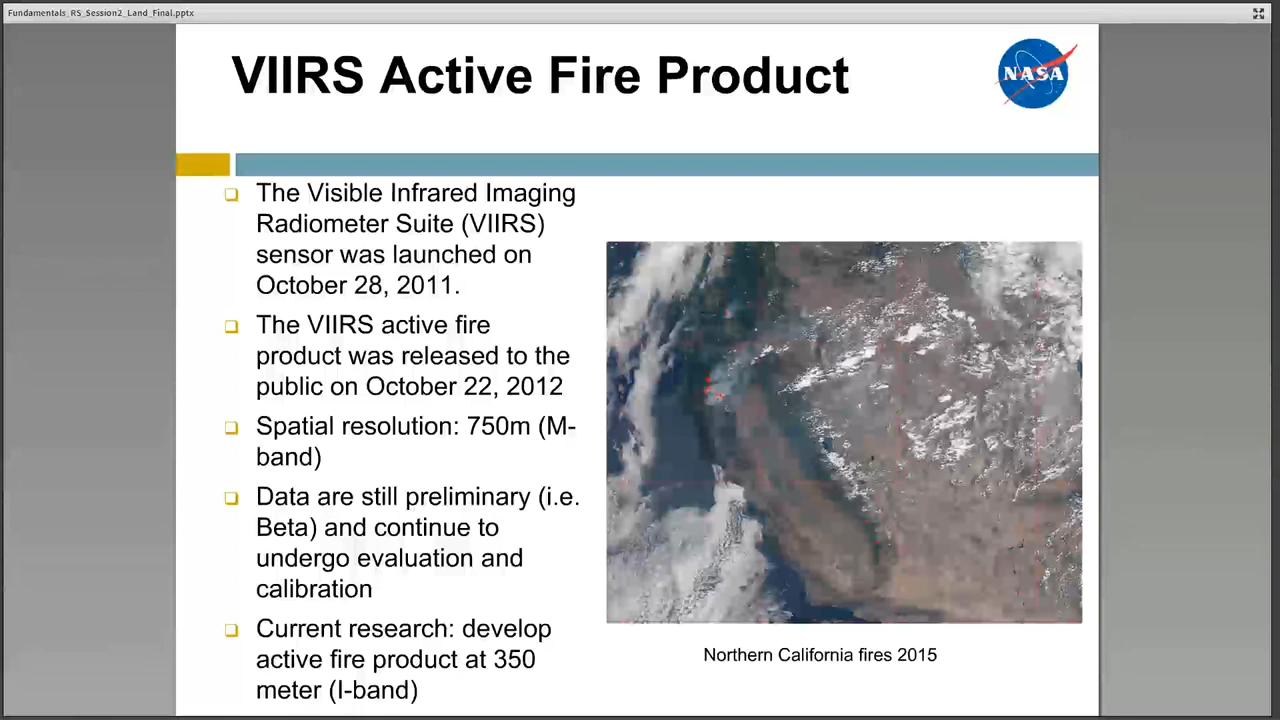 Fundamentals_RS_Session2_Land_Final.pptx
VIIRS Active Fire Product
NASA
The Visible Infrared Imaging
Radiometer Suite (VIIRS)
sensor was launched on
October 28, 2011.
The VIIRS active fire
product was released to the
public on October 22, 2012
Spatial resolution: 750m (M-
band)
Data are still preliminary (i.e.
Beta) and continue to
undergo evaluation and
calibration
Current research: develop
active fire product at 350
meter (I-band)
Northern California fires 2015